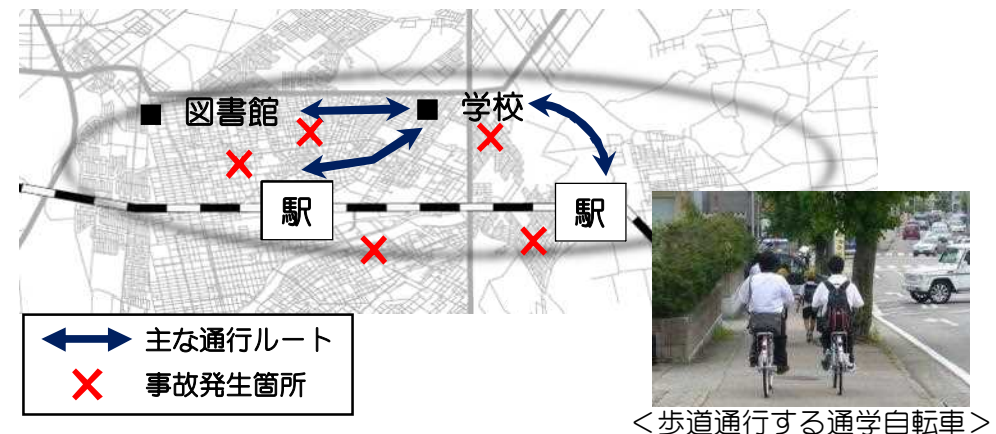 図書館
学校
駅
駅
主な通行ルート
事故発生箇所
＜歩道通行する通学自転車＞